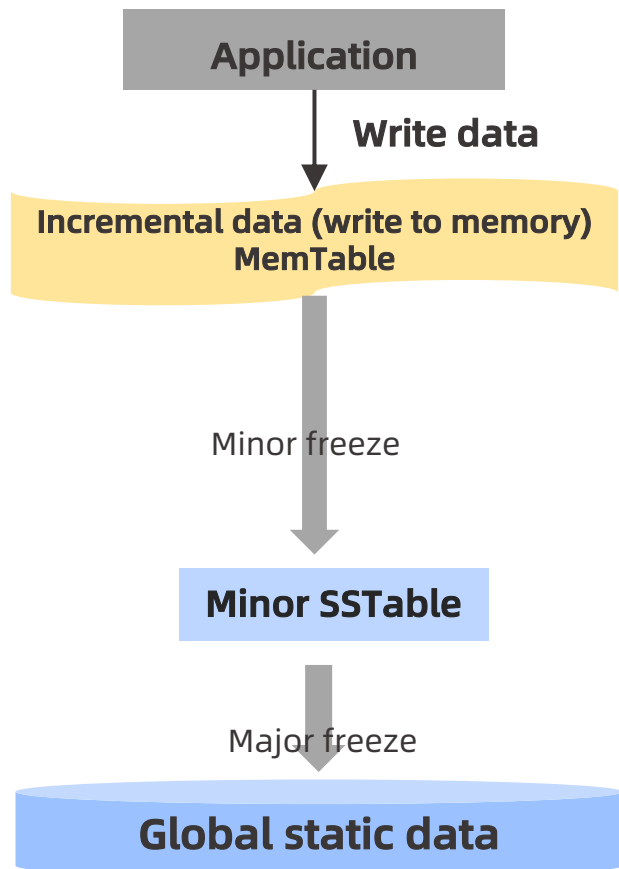 Application
Write data
Incremental data (write to memory)
MemTable
Minor freeze
Minor SSTable
Major freeze
Global static data